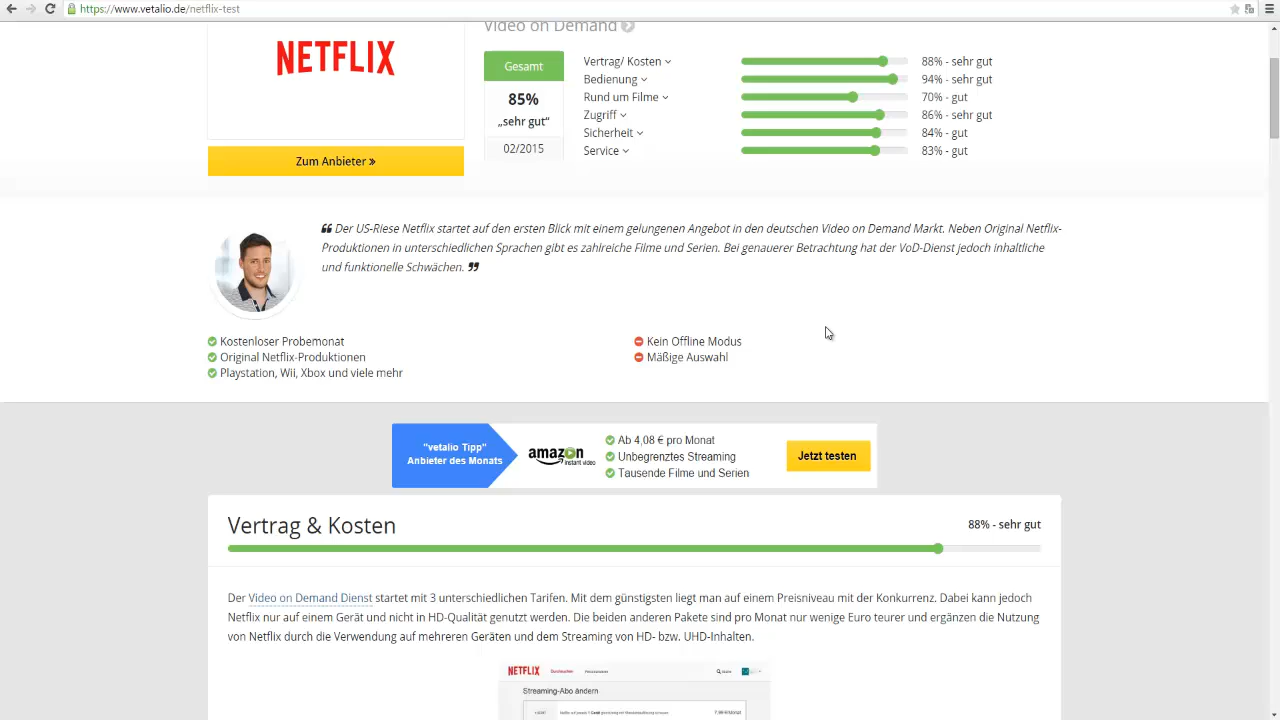 https://www.vetalio.de/netflix-test
Video on Demand
NETFLIX
Gesamt
85%
„sehr gut“
02/2015
Vertrag/ Kosten 88% - sehr gut
Bedienung 94% - sehr gut
Rund um Filme 70% - gut
Zugriff 86% - sehr gut
Sicherheit 84% - gut
Service 83% - gut
Zum Anbieter »
Der US-Riese Netflix startet auf den ersten Blick mit einem gelungenen Angebot in den deutschen Video on Demand Markt. Neben Original Netflix-
Produktionen in unterschiedlichen Sprachen gibt es zahlreiche Filme und Serien. Bei genauerer Betrachtung hat der VoD-Dienst jedoch inhaltliche
und funktionelle Schwächen.
Kostenloser Probemonat
Original Netflix-Produktionen
Playstation, Wii, Xbox und viele mehr
Kein Offline Modus
Mäßige Auswahl
"vetalio Tipp"
Anbieter des Monats
amazon
instant video
Ab 4,08 € pro Monat
Unbegrenztes Streaming
Tausende Filme und Serien
Jetzt testen
Vertrag & Kosten
88% - sehr gut
Der Video on Demand Dienst startet mit 3 unterschiedlichen Tarifen. Mit dem günstigsten liegt man auf einem Preisniveau mit der Konkurrenz. Dabei kann jedoch
Netflix nur auf einem Gerät und nicht in HD-Qualität genutzt werden. Die beiden anderen Pakete sind pro Monat nur wenige Euro teurer und ergänzen die Nutzung
von Netflix durch die Verwendung auf mehreren Geräten und dem Streaming von HD- bzw. UHD-Inhalten.
NETFLIX
Streaming-Abo ändern